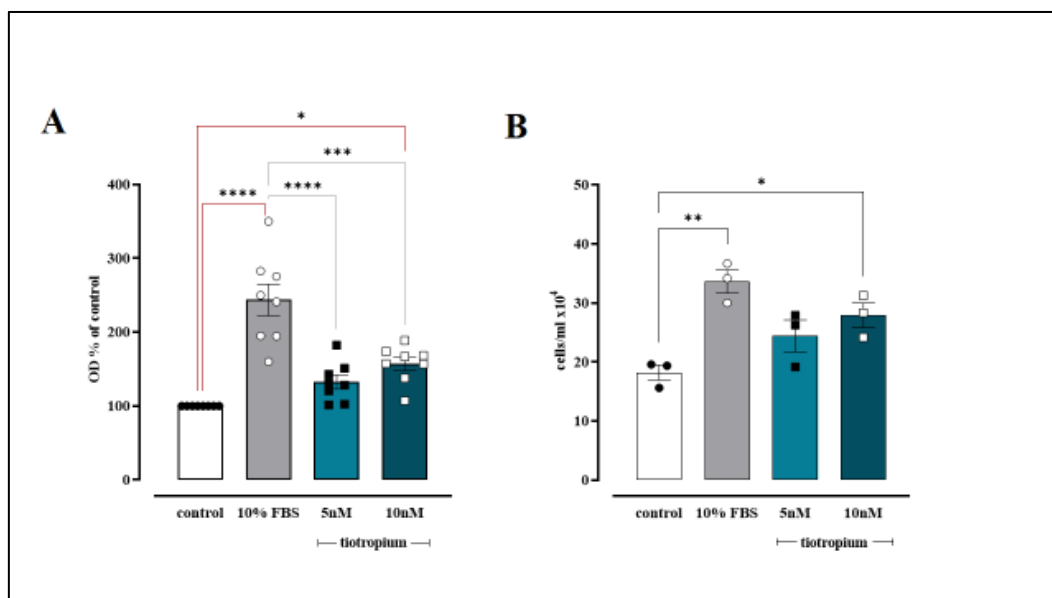 A
*
***
****
****
OD % of control
400
300
200
100
0
control
10% FBS
5nM
10nM
tiotropium
B
*
**
cells/ml x10⁴
50
40
30
20
10
0
control
10% FBS
5nM
10nM
tiotropium